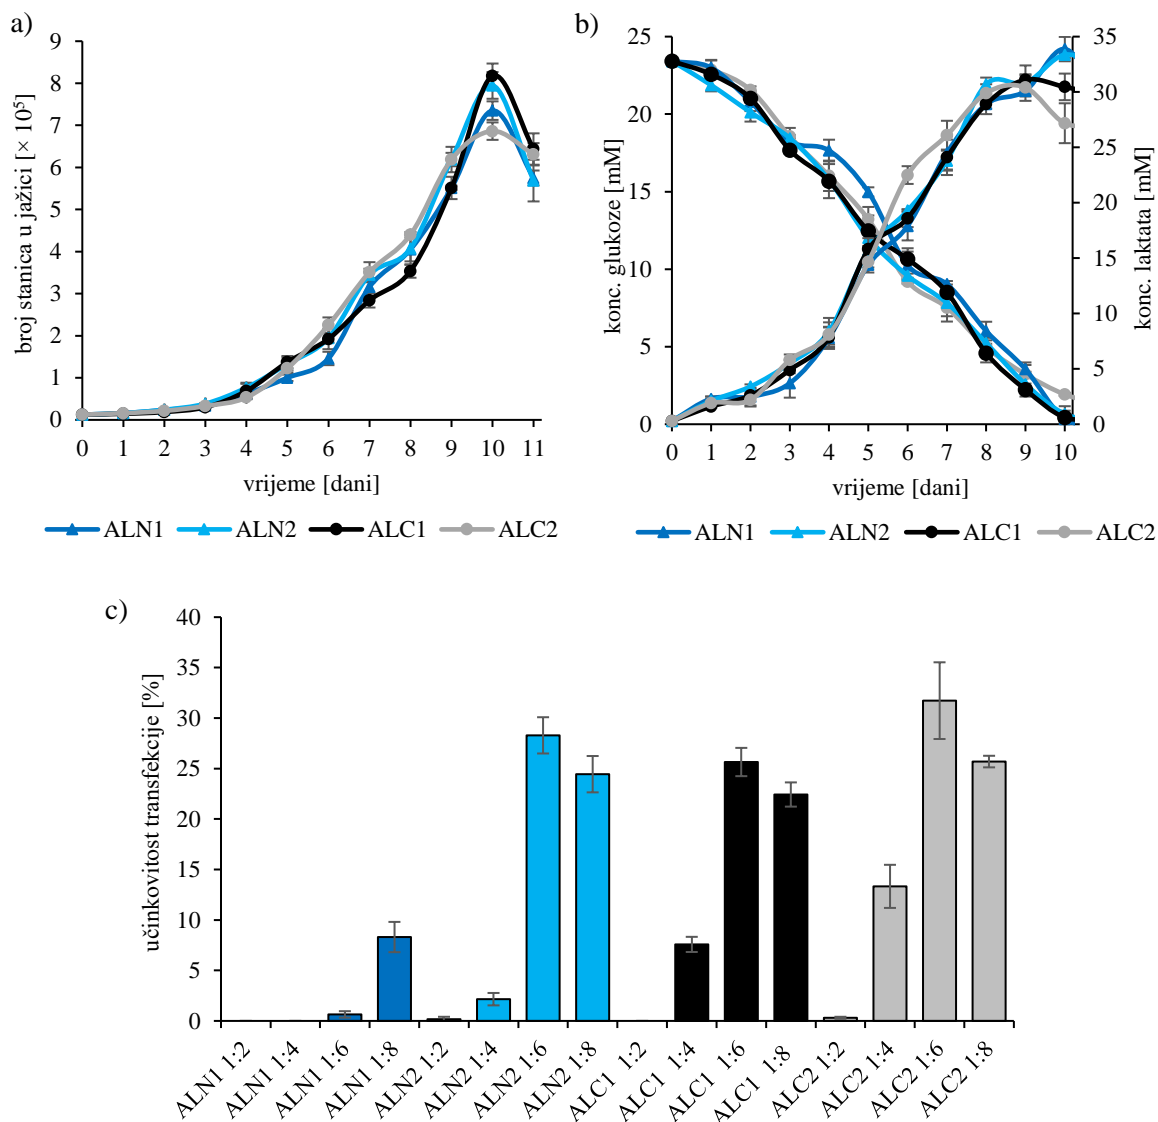 a)
broj stanica u jažici [× 10⁵]
9
8
7
6
5
4
3
2
1
0
0 1 2 3 4 5 6 7 8 9 10 11
vrijeme [dani]
ALN1 ALN2 ALC1 ALC2
b)
konc. glukoze [mM]
25
20
15
10
5
0
35
30
25
20
15
10
5
0
konc. laktata [mM]
0 1 2 3 4 5 6 7 8 9 10
vrijeme [dani]
ALN1 ALN2 ALC1 ALC2
c)
učinkovitost transfekcije [%]
40
35
30
25
20
15
10
5
0
ALN1 1:2
ALN1 1:4
ALN1 1:6
ALN1 1:8
ALN2 1:2
ALN2 1:4
ALN2 1:6
ALN2 1:8
ALC1 1:2
ALC1 1:4
ALC1 1:6
ALC1 1:8
ALC2 1:2
ALC2 1:4
ALC2 1:6
ALC2 1:8